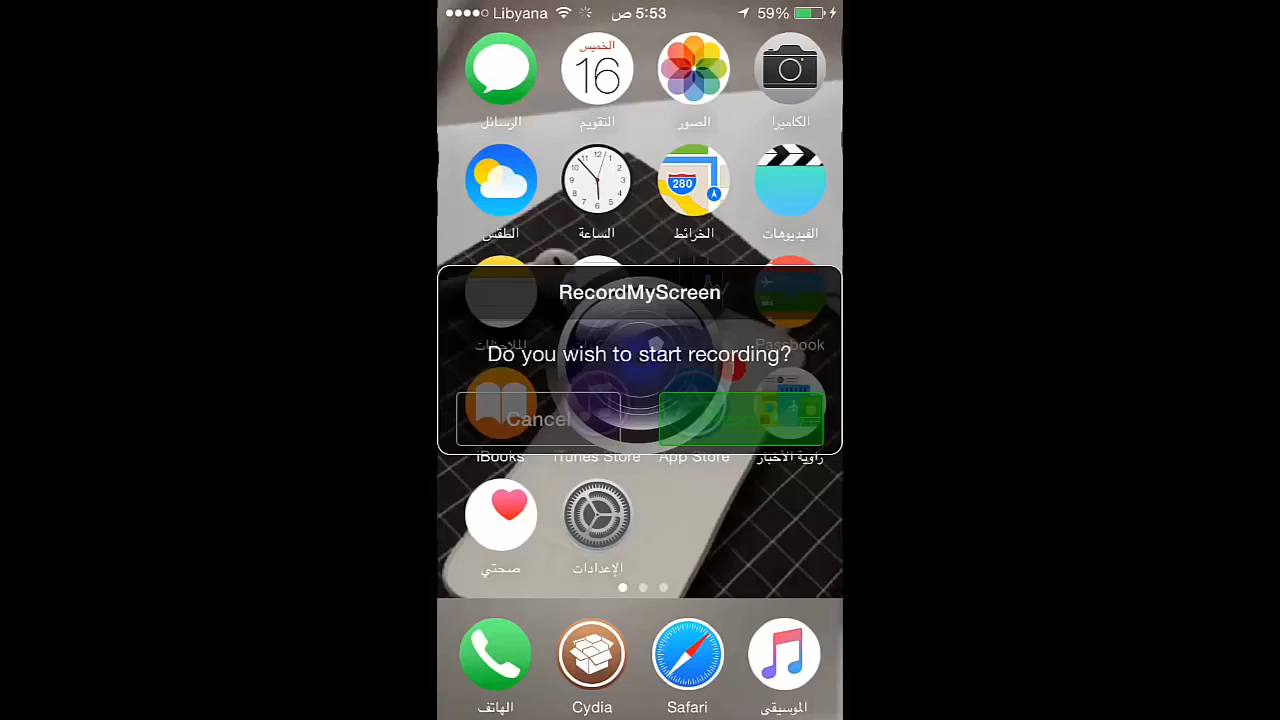 Libyana 5:53 ص 59%
الخميس
16
الرسائل التقويم الصور الكاميرا
280
الطقس الساعة الخرائط الفيديوهات
RecordMyScreen
الملاحظات Passbook
Do you wish to start recording?
Cancel
iBooks iTunes Store App Store زاوية الأخبار
صحتي الإعدادات
الهاتف Cydia Safari الموسيقى